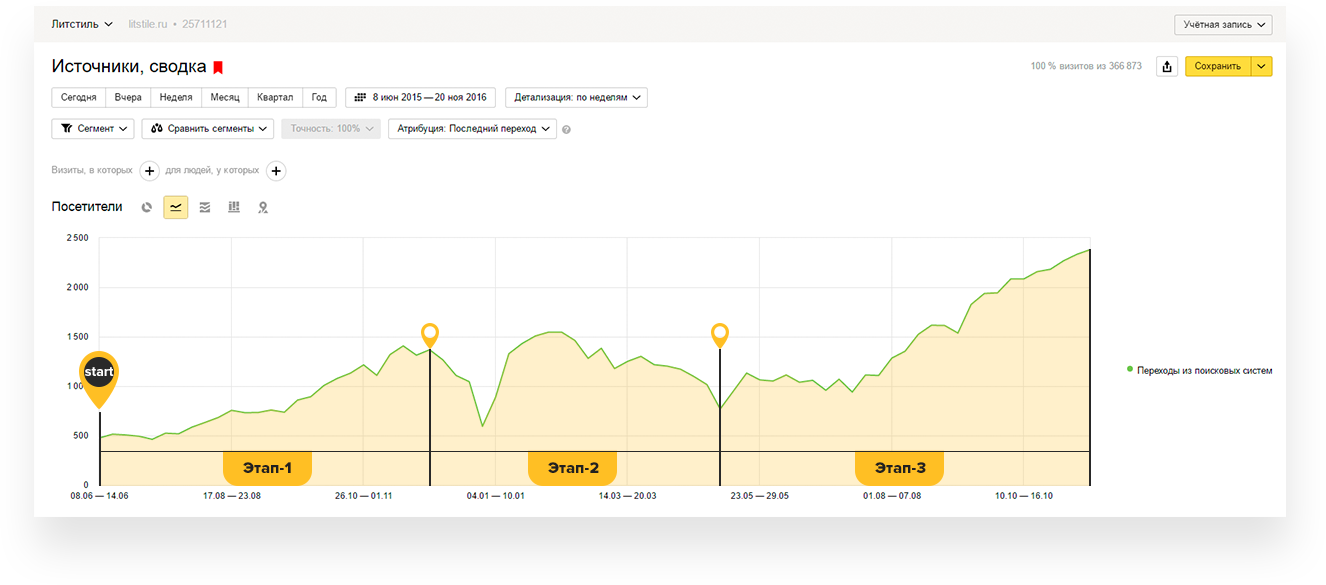 Литстиль litstile.ru • 25711121 Учётная запись
Источники, сводка 100 % визитов из 366 873 Сохранить
Сегодня Вчера Неделя Месяц Квартал Год 8 июн 2015 — 20 ноя 2016 Детализация: по неделям
Сегмент Сравнить сегменты Точность: 100% Атрибуция: Последний переход ?
Визиты, в которых + для людей, у которых +
Посетители
2 500
2 000
1 500
start
100
500
0
Переходы из поисковых систем
Этап-1 Этап-2 Этап-3
08.06 — 14.06 17.08 — 23.08 26.10 — 01.11 04.01 — 10.01 14.03 — 20.03 23.05 — 29.05 01.08 — 07.08 10.10 — 16.10